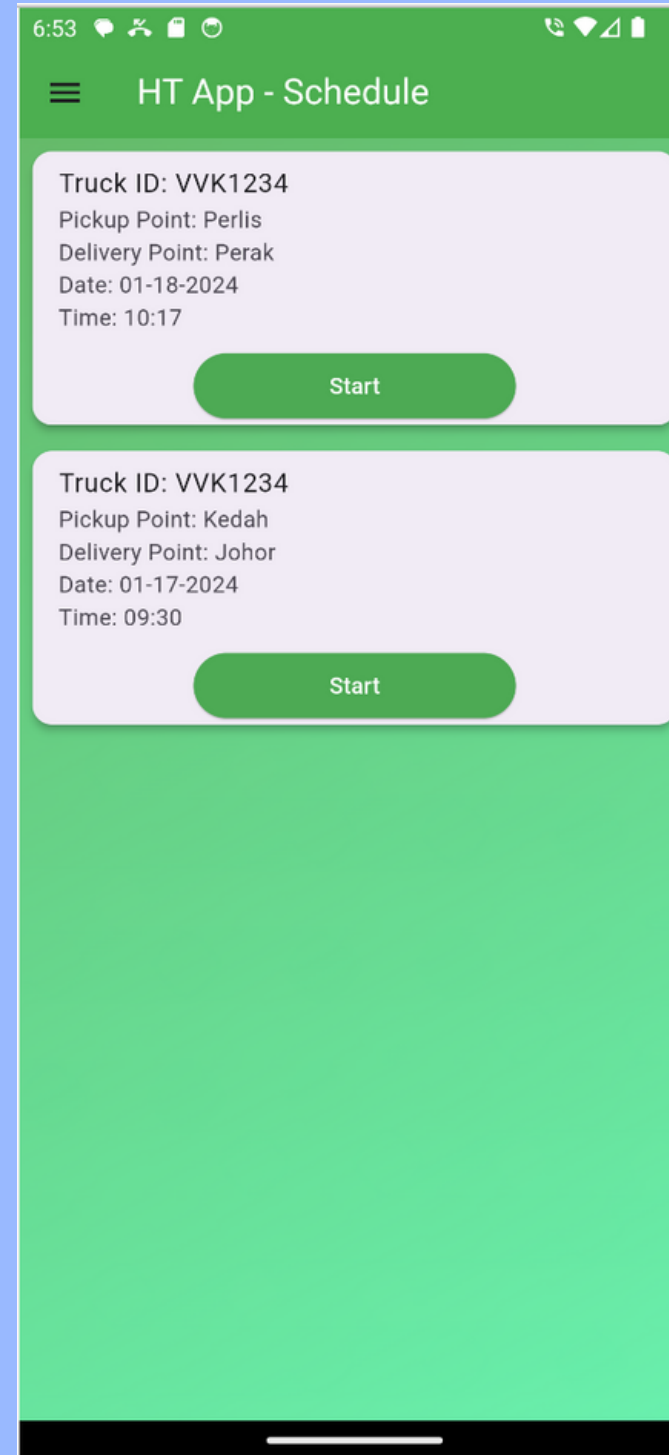 6:53
HT App - Schedule
Truck ID: VVK1234
Pickup Point: Perlis
Delivery Point: Perak
Date: 01-18-2024
Time: 10:17
Start
Truck ID: VVK1234
Pickup Point: Kedah
Delivery Point: Johor
Date: 01-17-2024
Time: 09:30
Start